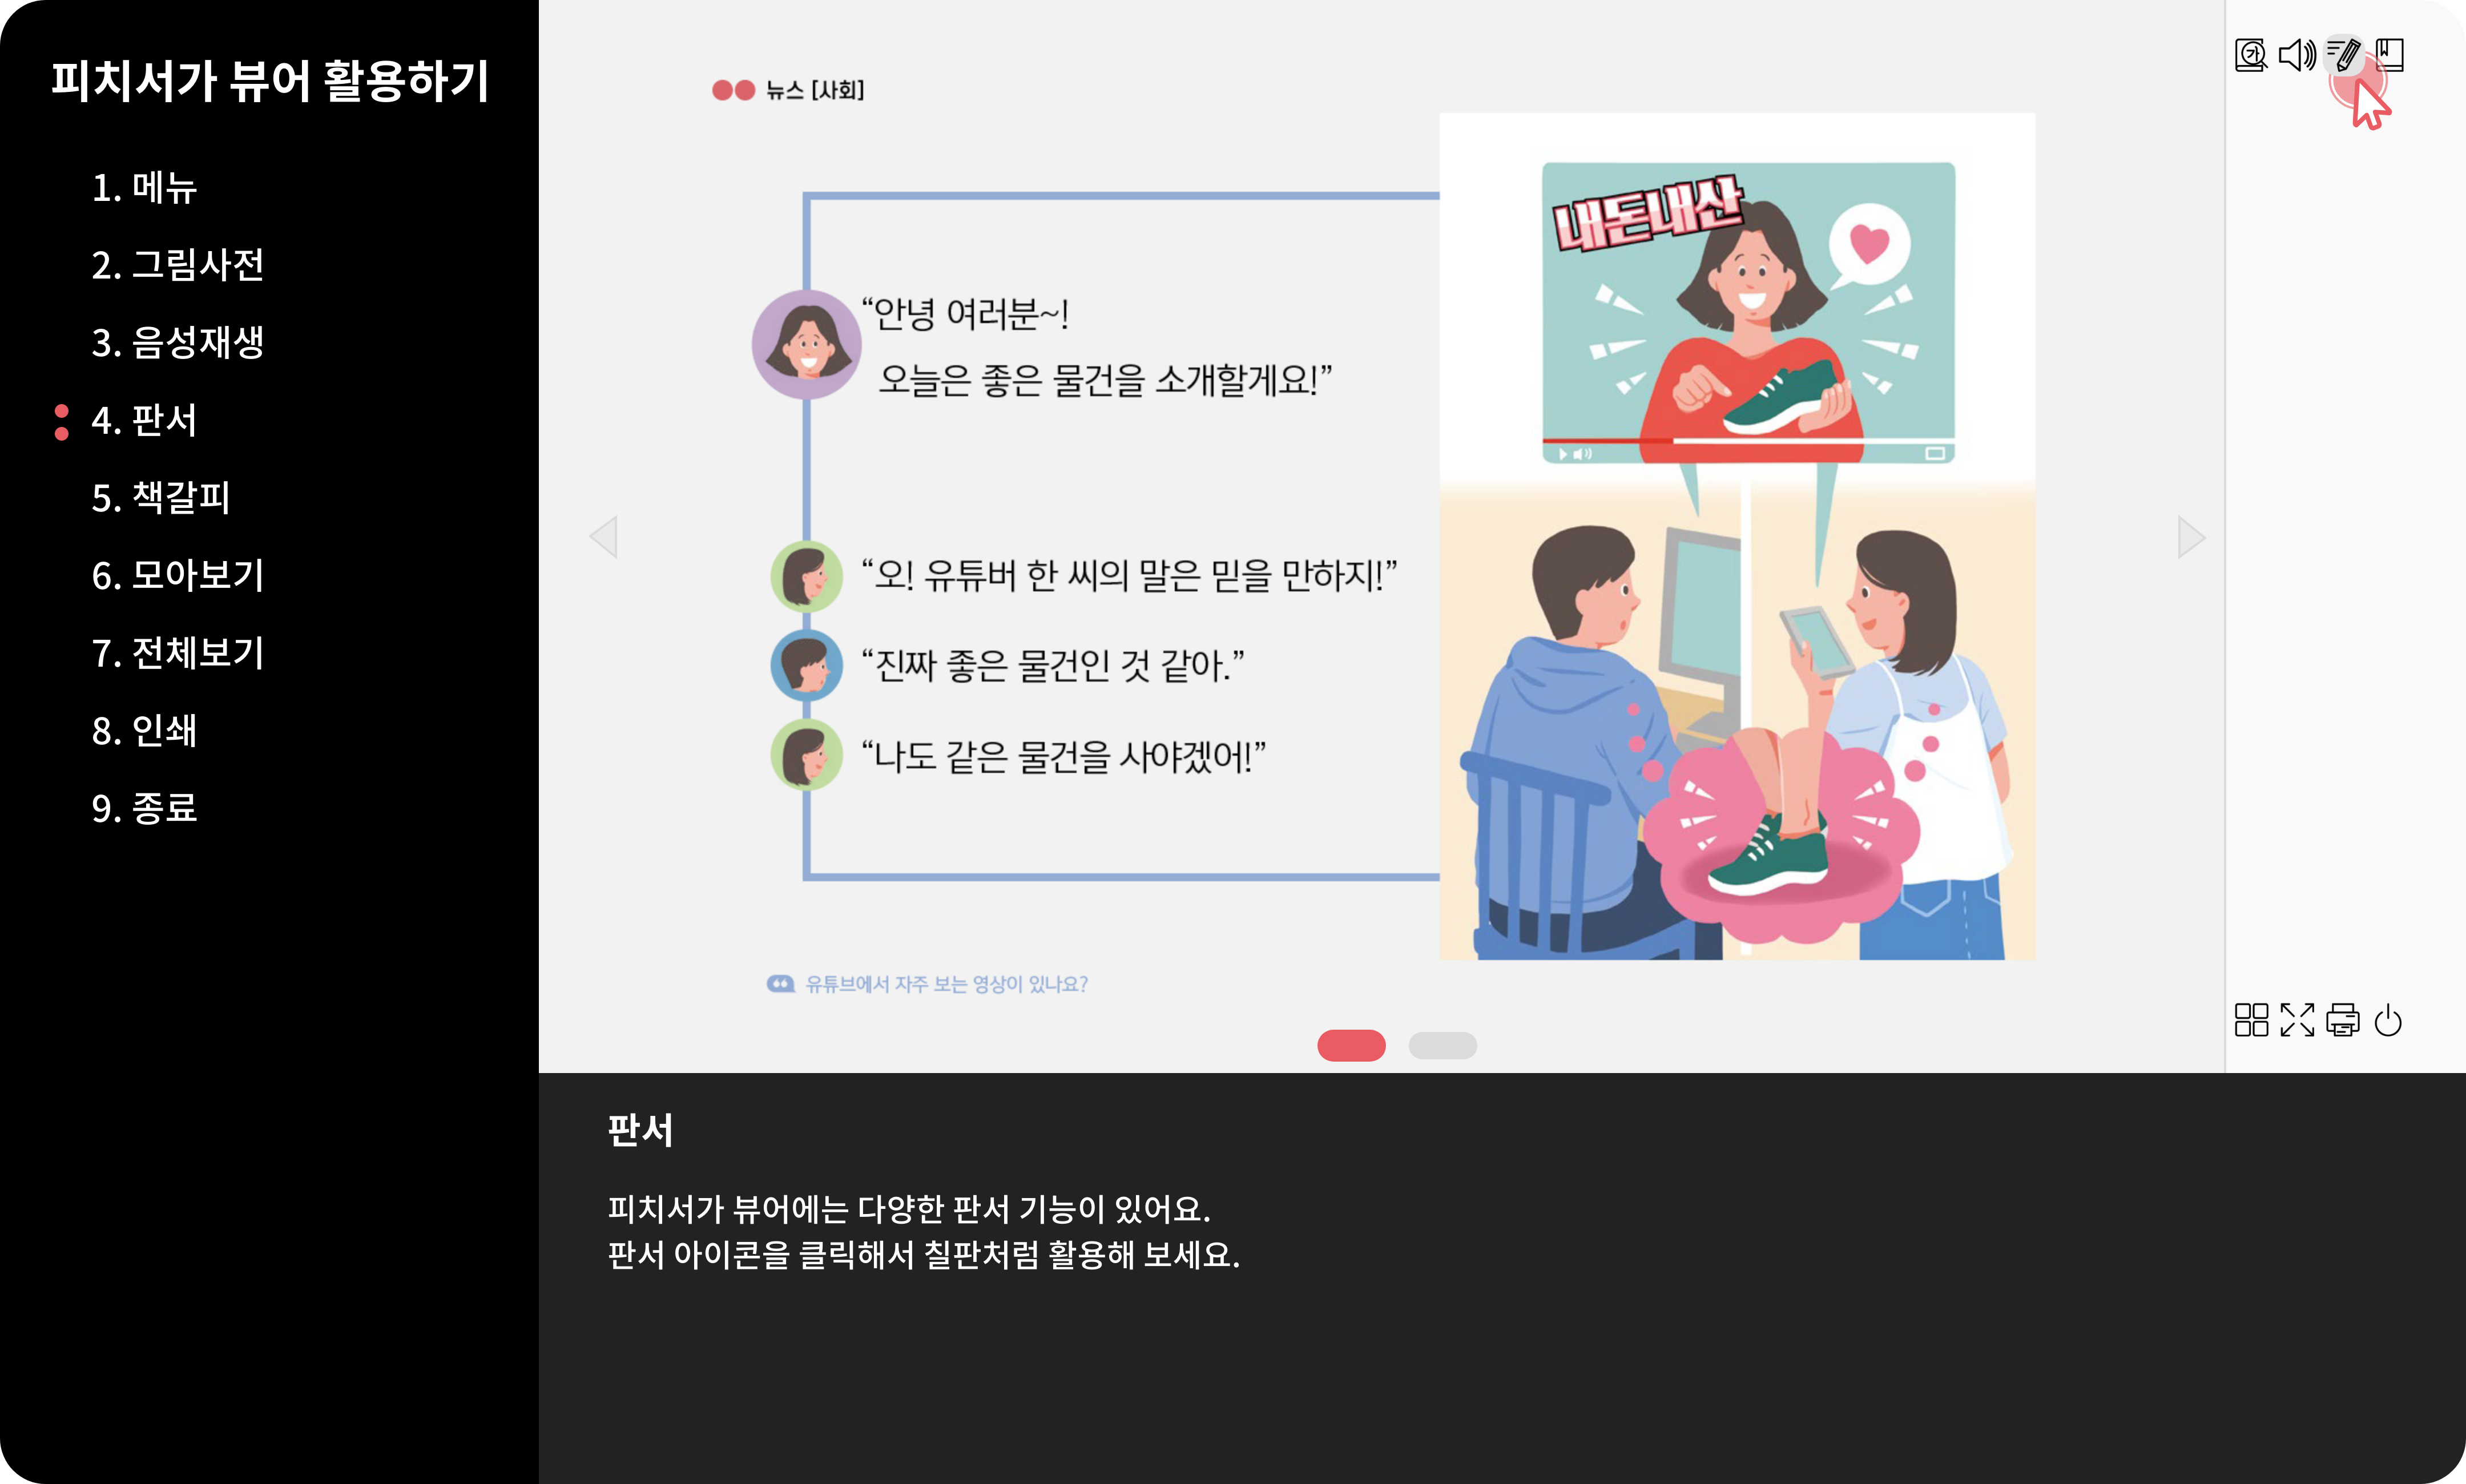 피치서가 뷰어 활용하기
1. 메뉴
2. 그림사전
3. 음성재생
4. 판서
5. 책갈피
6. 모아보기
7. 전체보기
8. 인쇄
9. 종료
뉴스 [사회]
“안녕 여러분~!
오늘은 좋은 물건을 소개할게요!”
“오! 유튜버 한 씨의 말은 믿을 만하지!”
“진짜 좋은 물건인 것 같아.”
“나도 같은 물건을 사야겠어!”
유튜브에서 자주 보는 영상이 있나요?
내돈내산
가
판서
피치서가 뷰어에는 다양한 판서 기능이 있어요.
판서 아이콘을 클릭해서 칠판처럼 활용해 보세요.